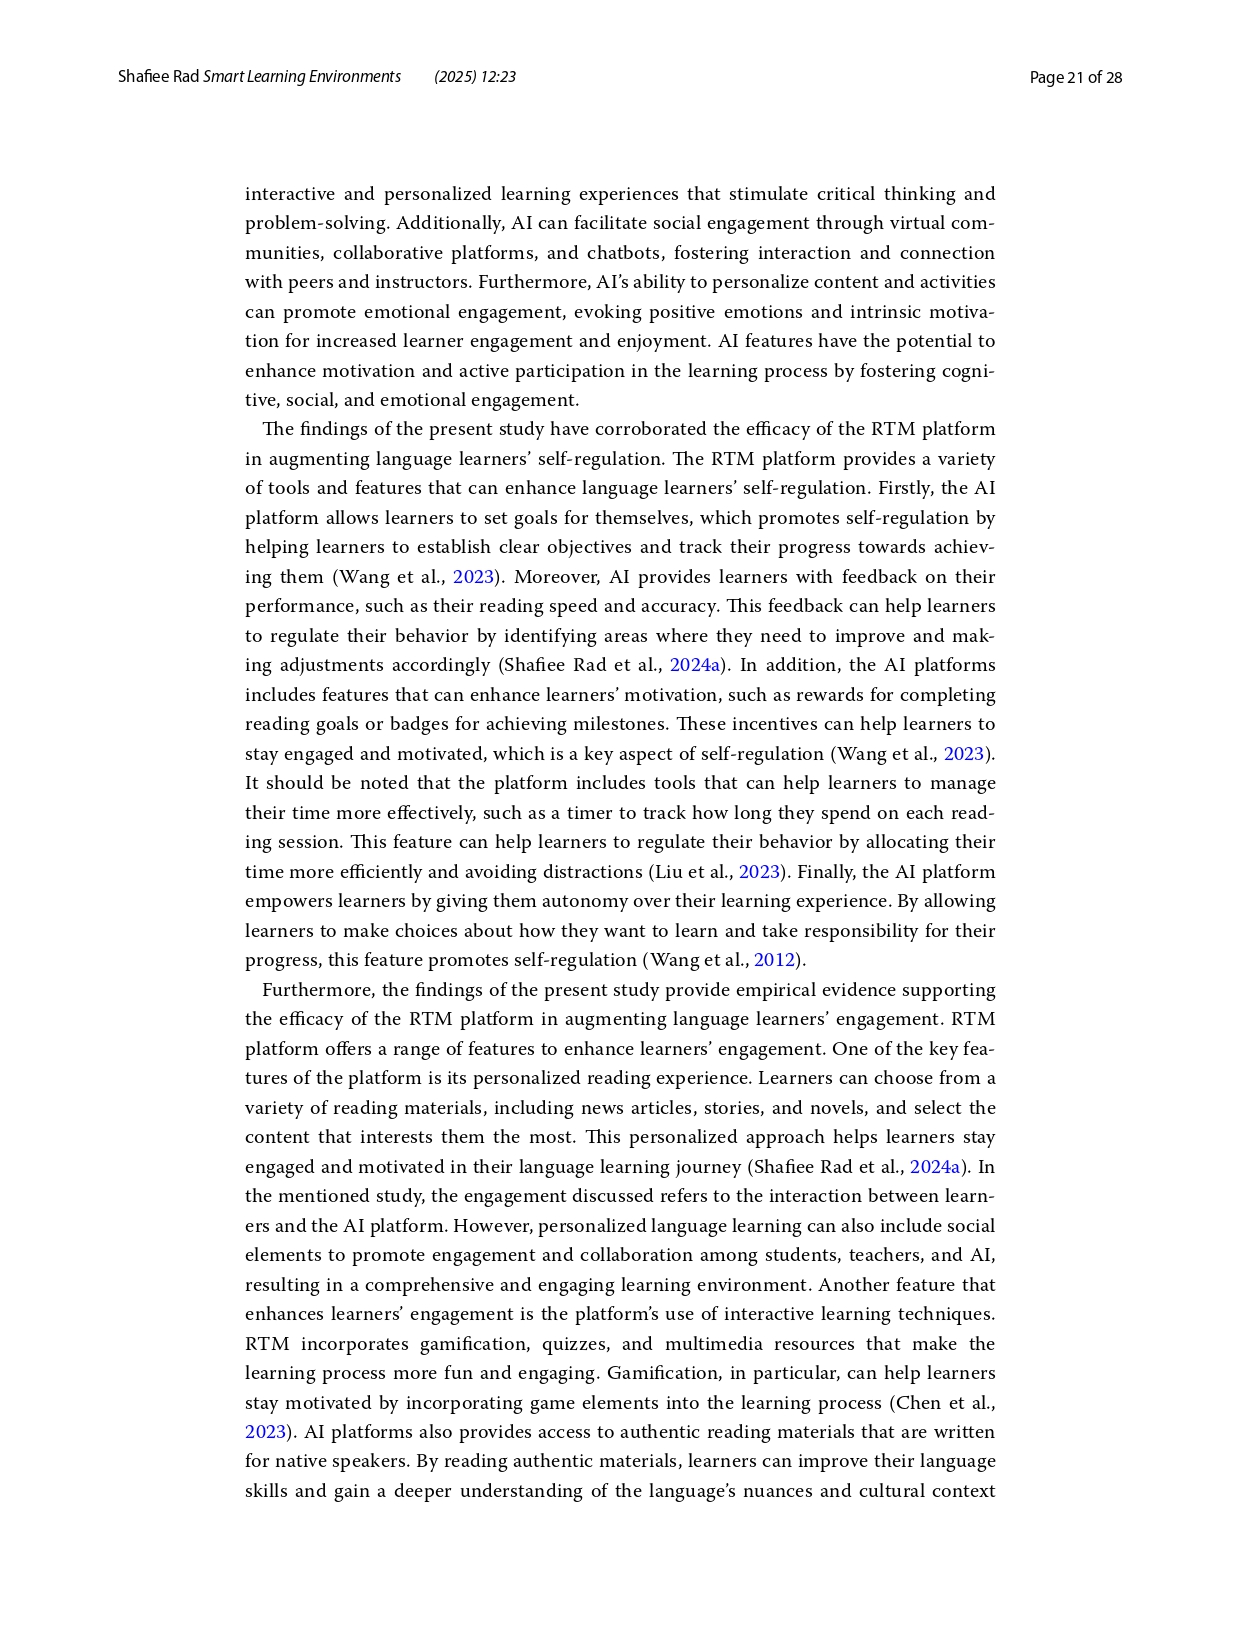 Shafiee Rad Smart Learning Environments (2025) 12:23 Page 21 of 28
interactive and personalized learning experiences that stimulate critical thinking and
problem-solving. Additionally, AI can facilitate social engagement through virtual com-
munities, collaborative platforms, and chatbots, fostering interaction and connection
with peers and instructors. Furthermore, AI’s ability to personalize content and activities
can promote emotional engagement, evoking positive emotions and intrinsic motiva-
tion for increased learner engagement and enjoyment. AI features have the potential to
enhance motivation and active participation in the learning process by fostering cogni-
tive, social, and emotional engagement.
The findings of the present study have corroborated the efficacy of the RTM platform
in augmenting language learners’ self-regulation. The RTM platform provides a variety
of tools and features that can enhance language learners’ self-regulation. Firstly, the AI
platform allows learners to set goals for themselves, which promotes self-regulation by
helping learners to establish clear objectives and track their progress towards achiev-
ing them (Wang et al., 2023). Moreover, AI provides learners with feedback on their
performance, such as their reading speed and accuracy. This feedback can help learners
to regulate their behavior by identifying areas where they need to improve and mak-
ing adjustments accordingly (Shafiee Rad et al., 2024a). In addition, the AI platforms
includes features that can enhance learners’ motivation, such as rewards for completing
reading goals or badges for achieving milestones. These incentives can help learners to
stay engaged and motivated, which is a key aspect of self-regulation (Wang et al., 2023).
It should be noted that the platform includes tools that can help learners to manage
their time more effectively, such as a timer to track how long they spend on each read-
ing session. This feature can help learners to regulate their behavior by allocating their
time more efficiently and avoiding distractions (Liu et al., 2023). Finally, the AI platform
empowers learners by giving them autonomy over their learning experience. By allowing
learners to make choices about how they want to learn and take responsibility for their
progress, this feature promotes self-regulation (Wang et al., 2012).
Furthermore, the findings of the present study provide empirical evidence supporting
the efficacy of the RTM platform in augmenting language learners’ engagement. RTM
platform offers a range of features to enhance learners’ engagement. One of the key fea-
tures of the platform is its personalized reading experience. Learners can choose from a
variety of reading materials, including news articles, stories, and novels, and select the
content that interests them the most. This personalized approach helps learners stay
engaged and motivated in their language learning journey (Shafiee Rad et al., 2024a). In
the mentioned study, the engagement discussed refers to the interaction between learn-
ers and the AI platform. However, personalized language learning can also include social
elements to promote engagement and collaboration among students, teachers, and AI,
resulting in a comprehensive and engaging learning environment. Another feature that
enhances learners’ engagement is the platform’s use of interactive learning techniques.
RTM incorporates gamification, quizzes, and multimedia resources that make the
learning process more fun and engaging. Gamification, in particular, can help learners
stay motivated by incorporating game elements into the learning process (Chen et al.,
2023). AI platforms also provides access to authentic reading materials that are written
for native speakers. By reading authentic materials, learners can improve their language
skills and gain a deeper understanding of the language’s nuances and cultural context